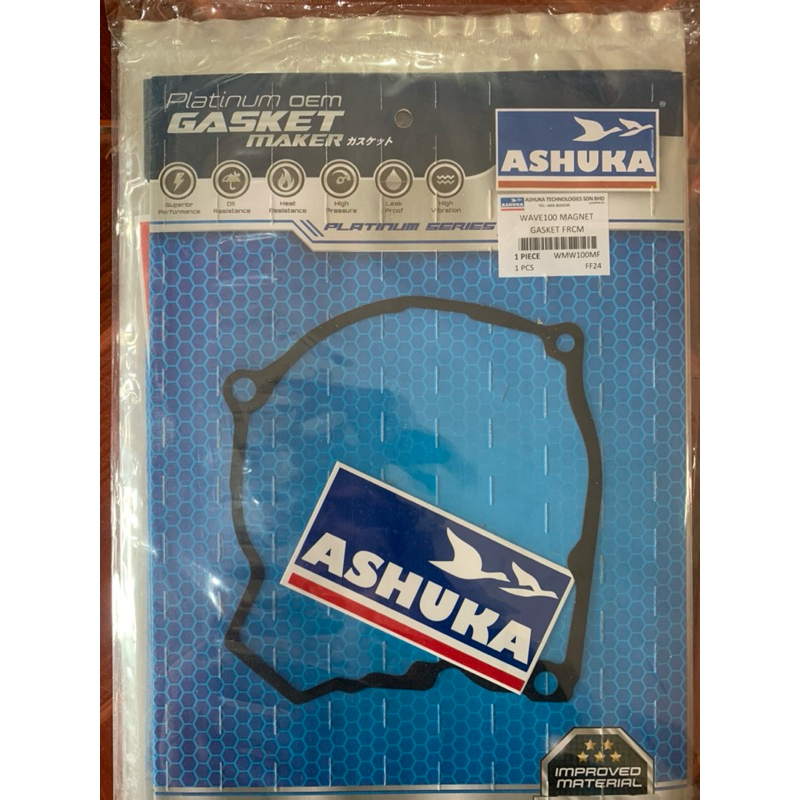 Platinum OEM
GASKET
MAKER ガスケット
Superior
Performance
Oil
Resistance
Heat
Resistance
High
Pressure
Leak
Proof
High
Vibration
PLATINUM SERIES
ASHUKA
ASHUKA TECHNOLOGIES SDN BHD
WAVE100 MAGNET
GASKET FRCM
1 PIECE WMW100MF
1 PCS FF24
ASHUKA
IMPROVED
MATERIAL